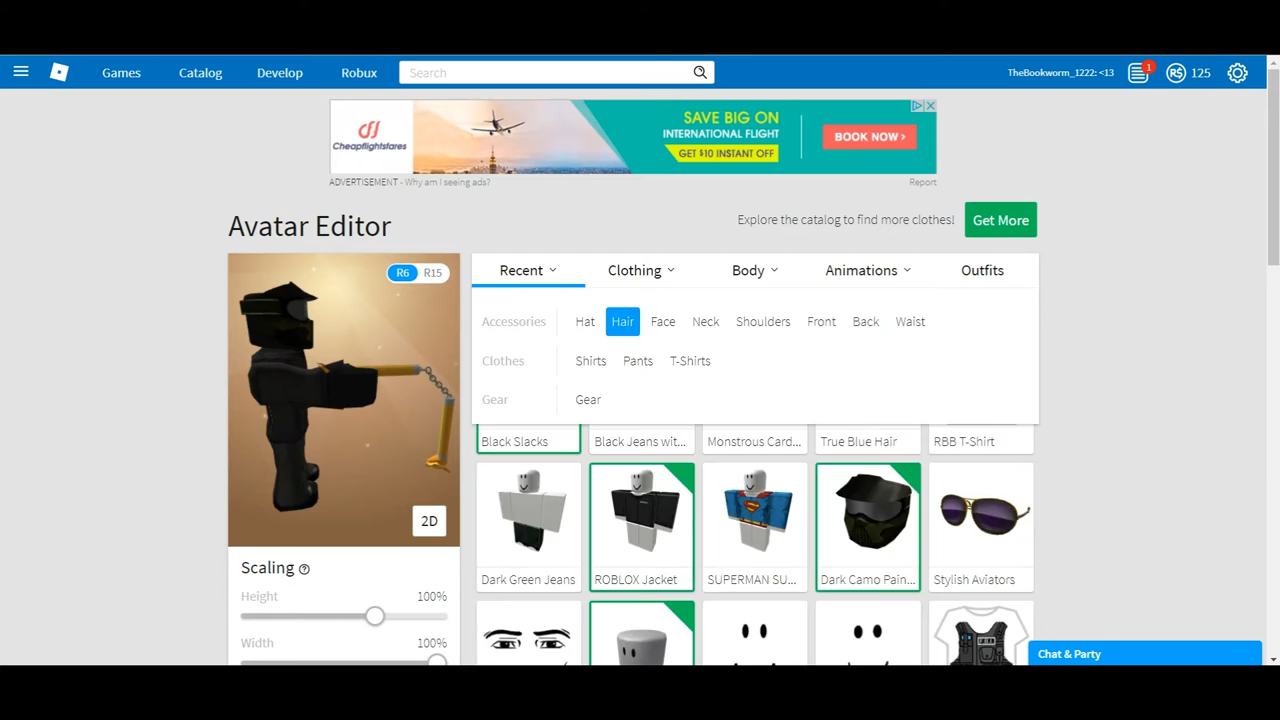 Games Catalog Develop Robux Search TheBookworm_1222: <13 1 R$ 125
Cheapflightsfares SAVE BIG ON
INTERNATIONAL FLIGHT
GET $10 INSTANT OFF
BOOK NOW >
ADVERTISEMENT - Why am I seeing ads? Report
Avatar Editor
Explore the catalog to find more clothes! Get More
R6 R15
2D
Scaling ?
Height 100%
Width 100%
Recent Clothing Body Animations Outfits
Accessories Hat Hair Face Neck Shoulders Front Back Waist
Clothes Shirts Pants T-Shirts
Gear Gear
Black Slacks Black Jeans wit... Monstrous Card... True Blue Hair RBB T-Shirt
Dark Green Jeans ROBLOX Jacket SUPERMAN SU... Dark Camo Pain... Stylish Aviators
Chat & Party